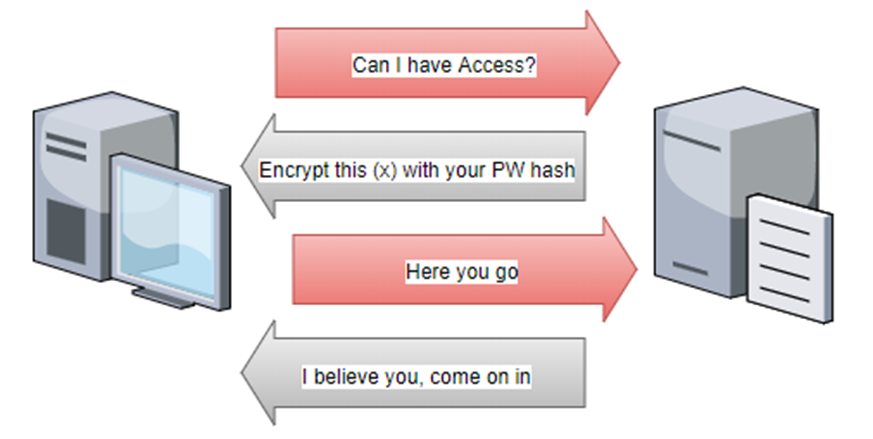 Can I have Access?
Encrypt this (x) with your PW hash
Here you go
I believe you, come on in